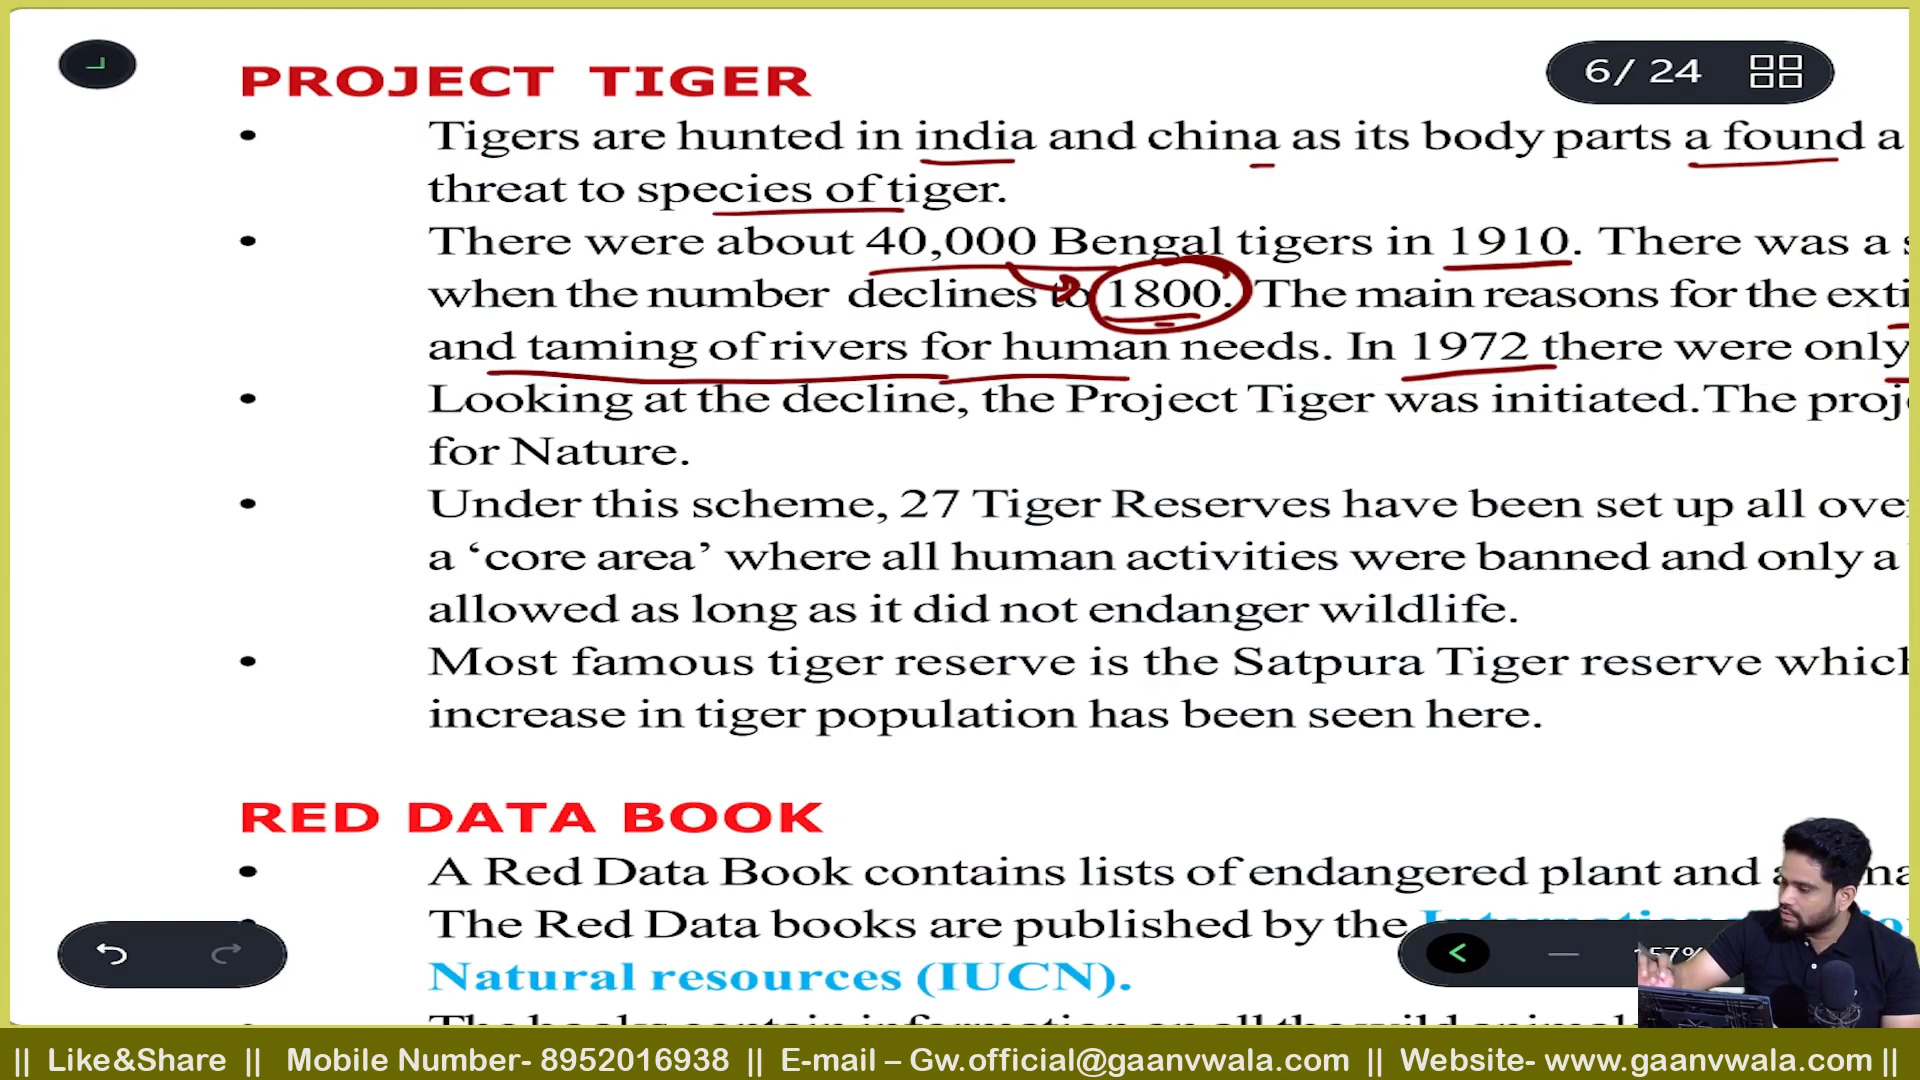 PROJECT TIGER
6/ 24
• Tigers are hunted in india and china as its body parts a found a
threat to species of tiger.
• There were about 40,000 Bengal tigers in 1910. There was a
when the number declines to 1800. The main reasons for the
and taming of rivers for human needs. In 1972 there were only
• Looking at the decline, the Project Tiger was initiated.The
for Nature.
• Under this scheme, 27 Tiger Reserves have been set up all over
a ‘core area’ where all human activities were banned and only a
allowed as long as it did not endanger wildlife.
• Most famous tiger reserve is the Satpura Tiger reserve which
increase in tiger population has been seen here.
RED DATA BOOK
• A Red Data Book contains lists of endangered plant and
• The Red Data books are published by the
Natural resources (IUCN).
|| Like&Share || Mobile Number- 8952016938 || E-mail – Gw.official@gaanvwala.com || Website- www.gaanvwala.com ||